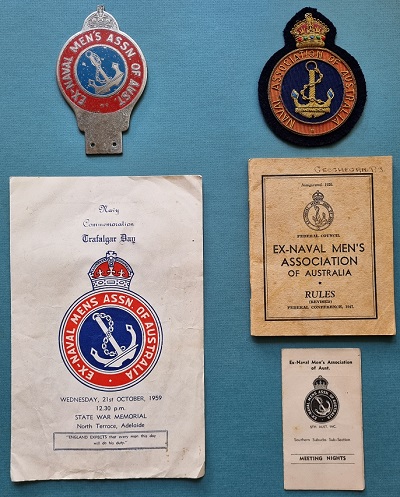 EX-NAVAL MEN'S ASSN. OF AUST.
NAVAL ASSOCIATION OF AUSTRALIA
Navy
Commemoration
Trafalgar Day
EX-NAVAL MEN'S ASSN. OF AUSTRALIA
WEDNESDAY, 21st OCTOBER, 1959
12.30 p.m.
STATE WAR MEMORIAL
North Terrace, Adelaide
"ENGLAND EXPECTS that every man this day
will do his duty."
FEDERAL COUNCIL
EX-NAVAL MEN'S
ASSOCIATION
OF AUSTRALIA
RULES
(REVISED)
FEDERAL CONFERENCE, 1947.
Ex-Naval Men's Association
of Aust.
Southern Suburbs Sub-Section
MEETING NIGHTS